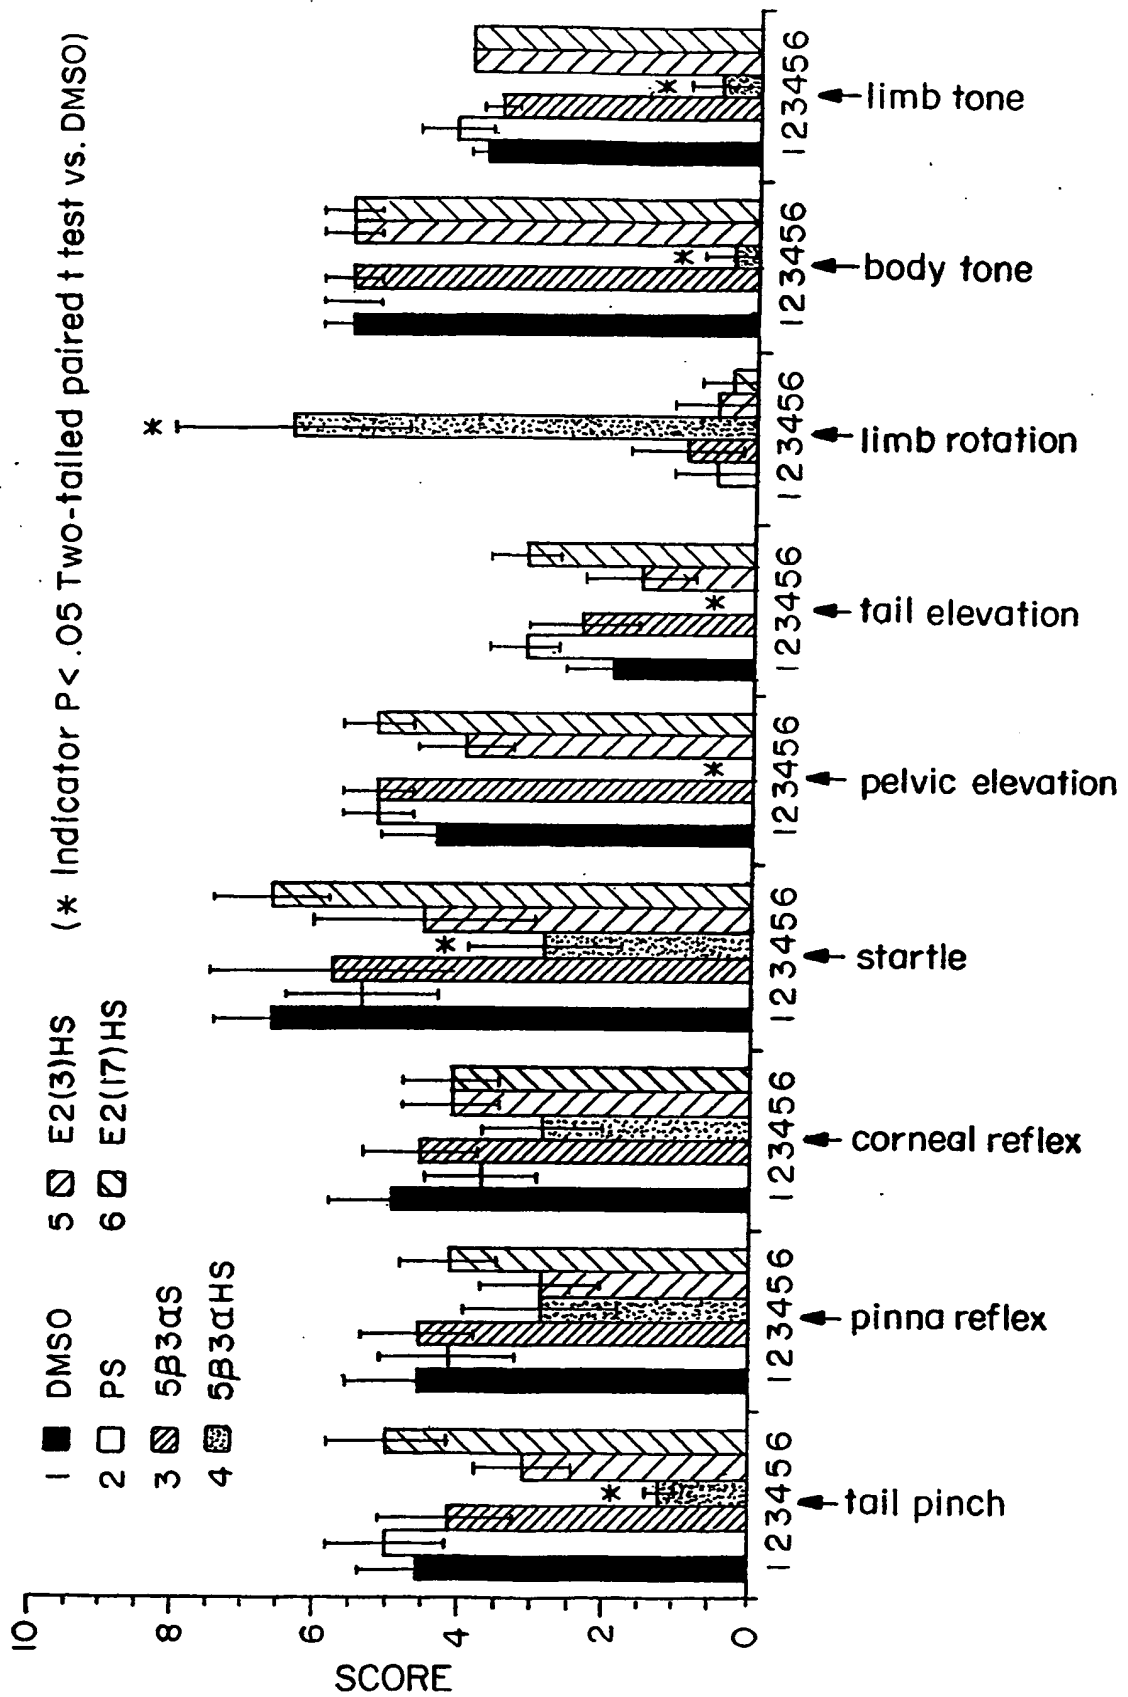 (* Indicator P < .05 Two-tailed paired t test vs. DMSO)
1 DMSO
2 PS
3 5β3αS
4 5β3αHS
5 E2(3)HS
6 E2(17)HS
SCORE
10
8
6
4
2
0
*
*
*
*
*
*
*
123456 123456 123456 123456 123456 123456 123456 123456 123456
tail pinch
pinna reflex
corneal reflex
startle
pelvic elevation
tail elevation
limb rotation
body tone
limb tone